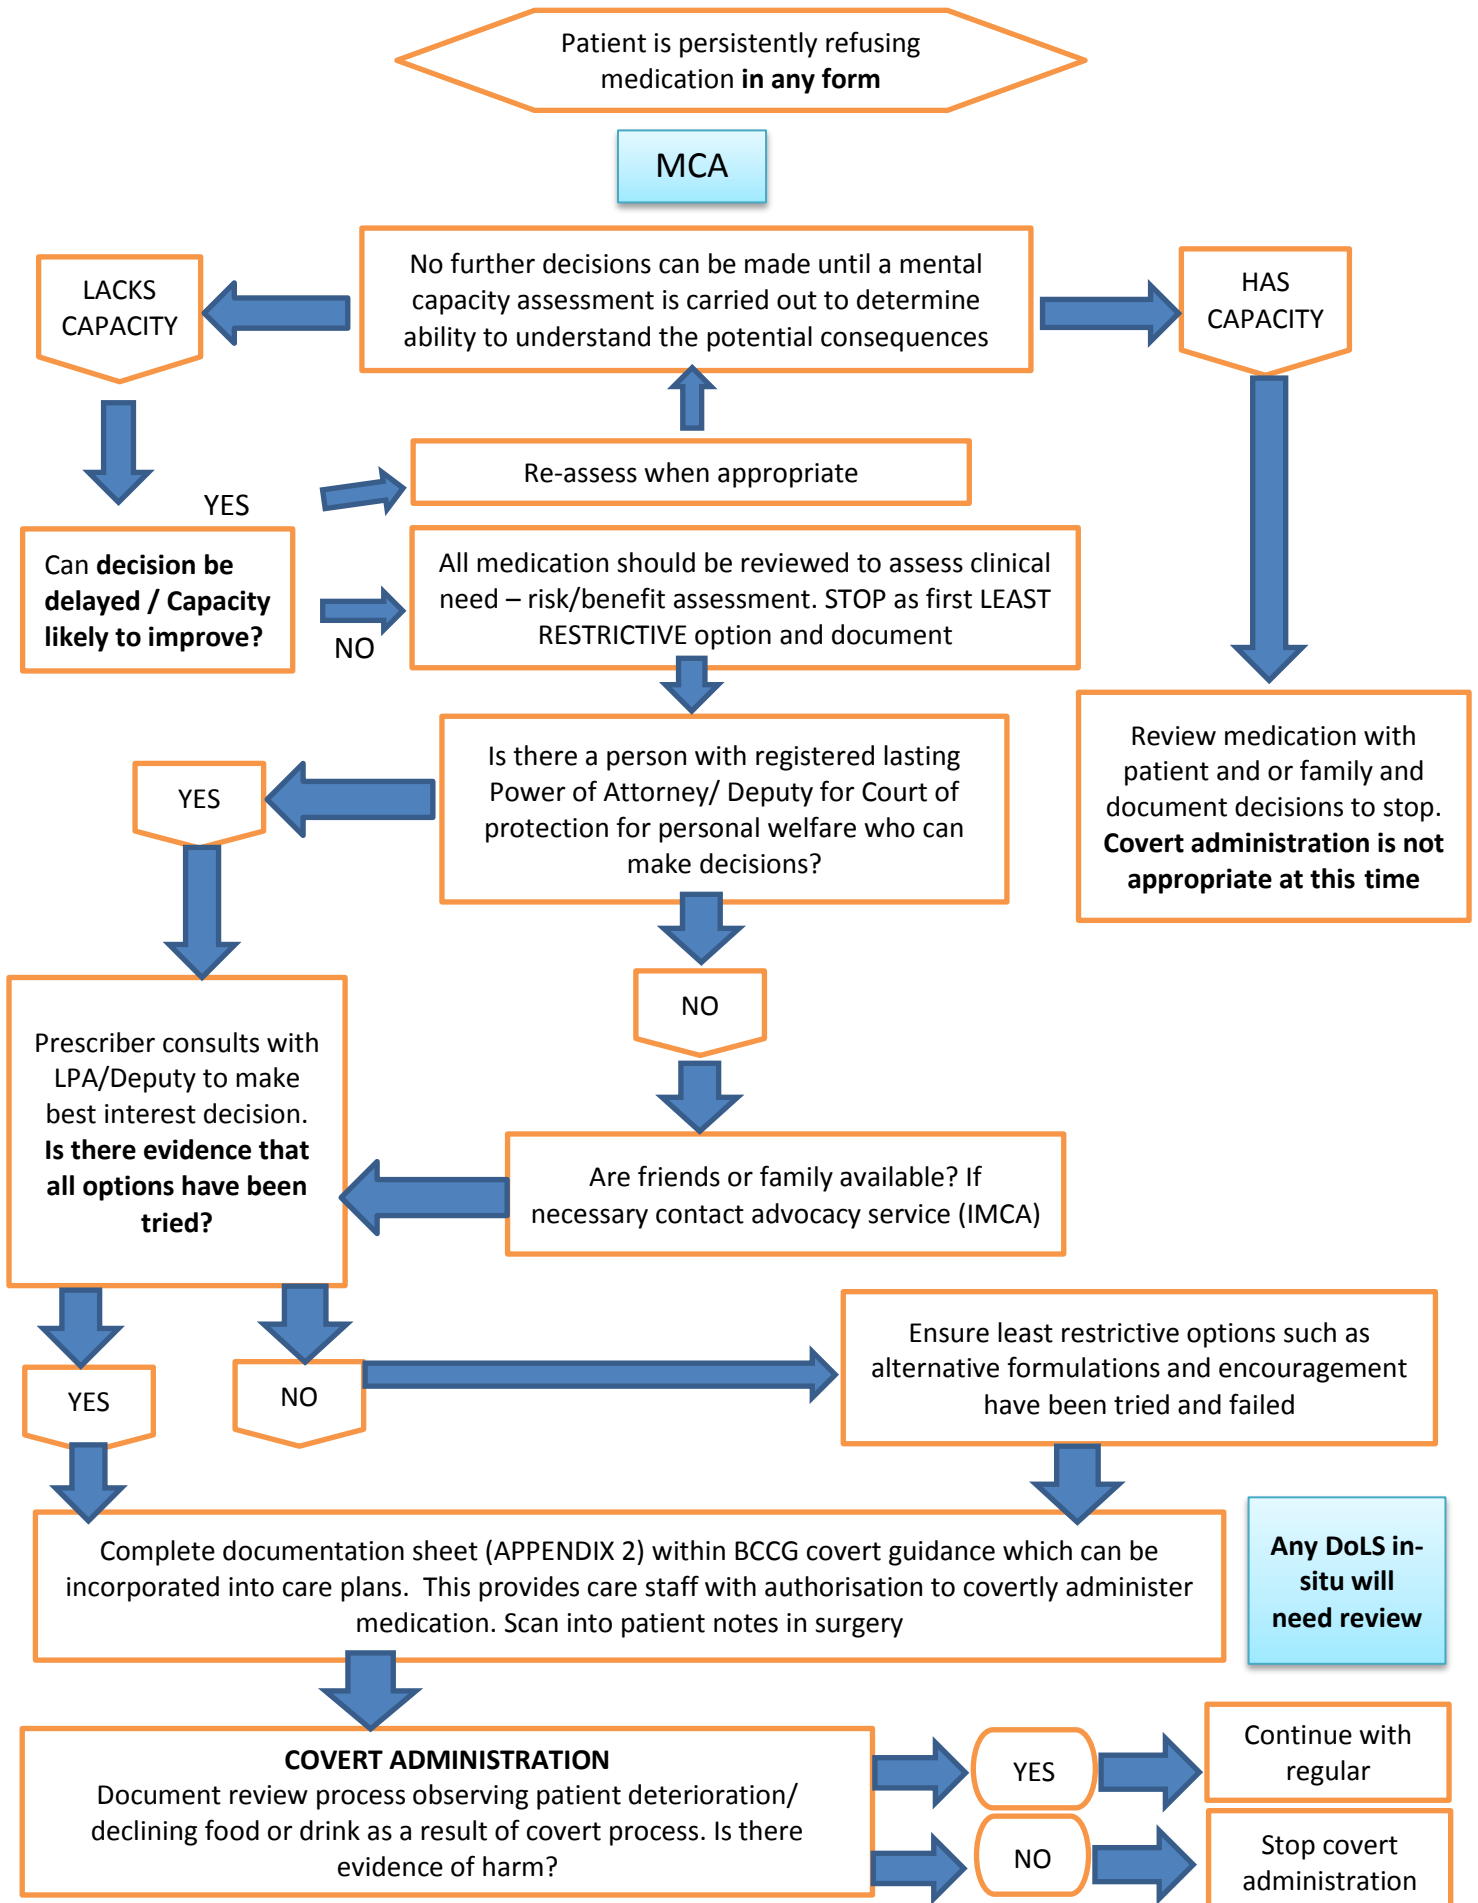 Patient is persistently refusing
medication in any form
MCA
No further decisions can be made until a mental
capacity assessment is carried out to determine
ability to understand the potential consequences
LACKS
CAPACITY
HAS
CAPACITY
Re-assess when appropriate
YES
Can decision be
delayed / Capacity
likely to improve?
NO
All medication should be reviewed to assess clinical
need – risk/benefit assessment. STOP as first LEAST
RESTRICTIVE option and document
Review medication with
patient and or family and
document decisions to stop.
Covert administration is not
appropriate at this time
Is there a person with registered lasting
Power of Attorney/ Deputy for Court of
protection for personal welfare who can
make decisions?
YES
NO
Prescriber consults with
LPA/Deputy to make
best interest decision.
Is there evidence that
all options have been
tried?
Are friends or family available? If
necessary contact advocacy service (IMCA)
YES
NO
Ensure least restrictive options such as
alternative formulations and encouragement
have been tried and failed
Complete documentation sheet (APPENDIX 2) within BCCG covert guidance which can be
incorporated into care plans.  This provides care staff with authorisation to covertly administer
medication. Scan into patient notes in surgery
Any DoLS in-
situ will
need review
COVERT ADMINISTRATION
Document review process observing patient deterioration/
declining food or drink as a result of covert process. Is there
evidence of harm?
YES
Continue with
regular
NO
Stop covert
administration